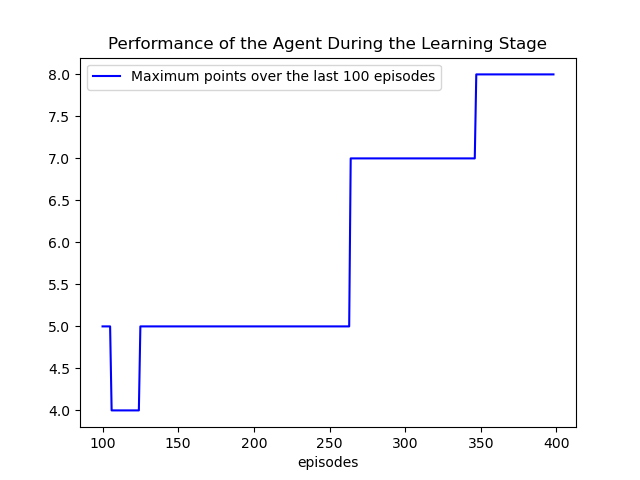 Performance of the Agent During the Learning Stage
Maximum points over the last 100 episodes
8.0
7.5
7.0
6.5
6.0
5.5
5.0
4.5
4.0
100 150 200 250 300 350 400
episodes